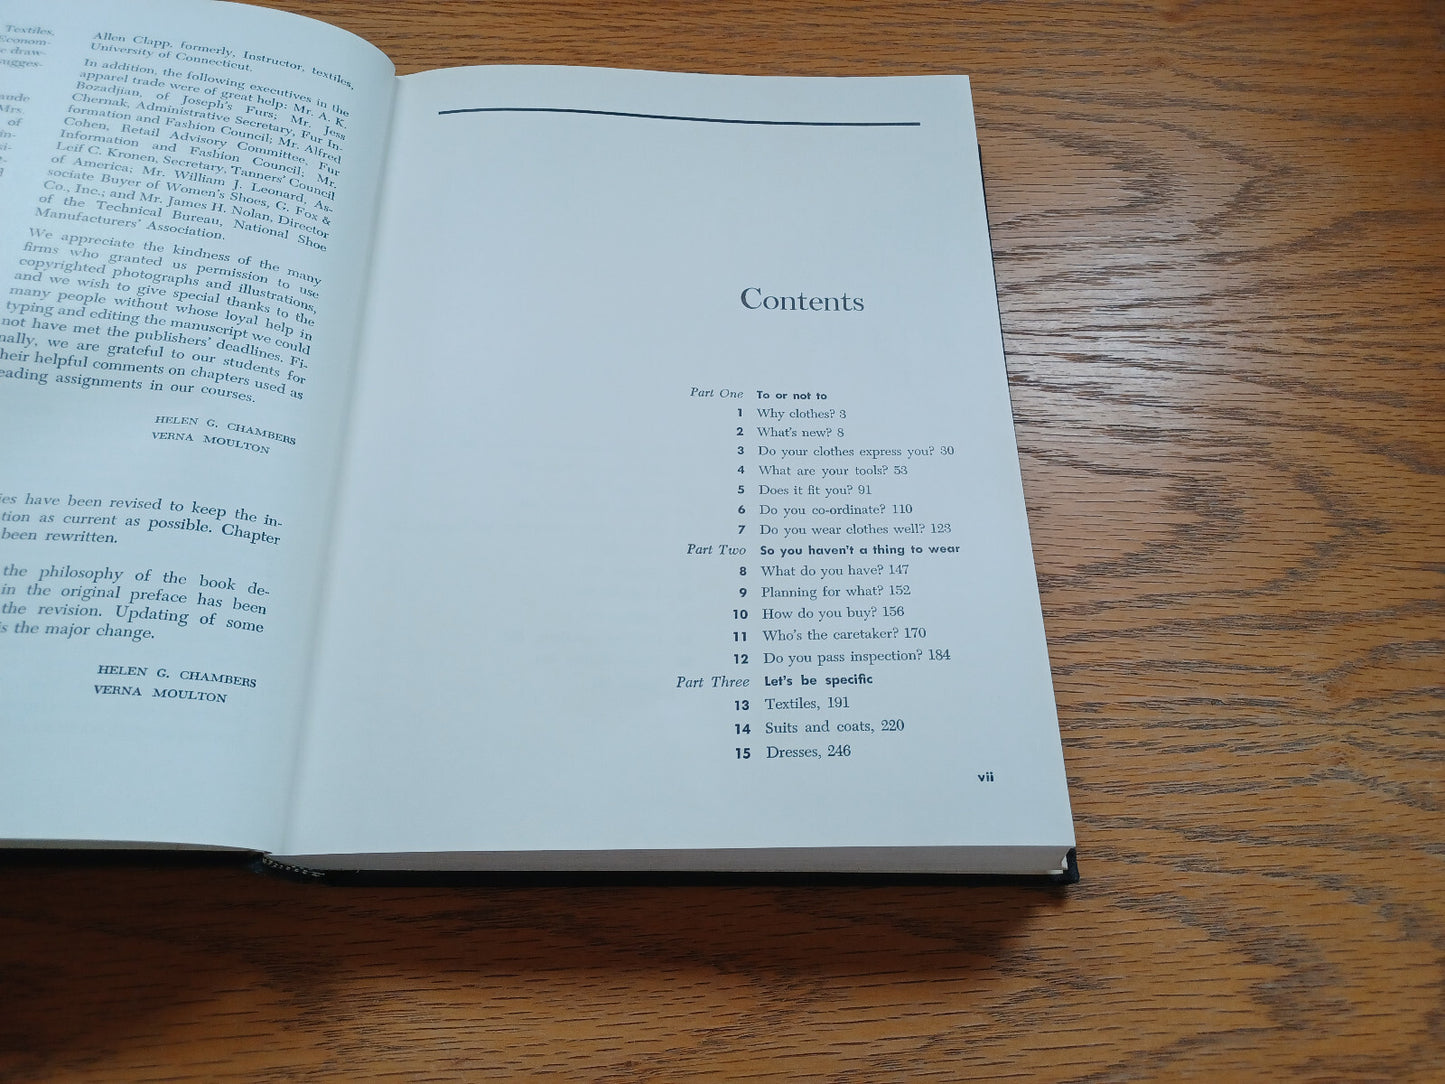 Textiles,
Econom-
draw-
sugges-
Mrs.
of
in-
Allen Clapp, formerly, Instructor, textiles,
University of Connecticut.
In addition, the following executives in the
apparel trade were of great help: Mr. A. K.
Bozadjian, of Joseph's Furs; Mr. Jess
Chernak, Administrative Secretary, Fur In-
formation and Fashion Council; Mr. Alfred
Cohen, Retail Advisory Committee, Fur
Information and Fashion Council; Mr.
Leif C. Kronen, Secretary, Tanners' Council
of America; Mr. William J. Leonard, As-
sociate Buyer of Women's Shoes, G. Fox &
Co., Inc.; and Mr. James H. Nolan, Director
of the Technical Bureau, National Shoe
Manufacturers' Association.
We appreciate the kindness of the many
firms who granted us permission to use
copyrighted photographs and illustrations,
and we wish to give special thanks to the
many people without whose loyal help in
typing and editing the manuscript we could
not have met the publishers' deadlines. Fi-
nally, we are grateful to our students for
heir helpful comments on chapters used as
eading assignments in our courses.
HELEN G. CHAMBERS
VERNA MOULTON
ies have been revised to keep the in-
tion as current as possible. Chapter
been rewritten.
the philosophy of the book de-
in the original preface has been
the revision. Updating of some
is the major change.
HELEN G. CHAMBERS
VERNA MOULTON
Contents
Part One To or not to
1 Why clothes? 3
2 What's new? 8
3 Do your clothes express you? 30
4 What are your tools? 53
5 Does it fit you? 91
6 Do you co-ordinate? 110
7 Do you wear clothes well? 123
Part Two So you haven't a thing to wear
8 What do you have? 147
9 Planning for what? 152
10 How do you buy? 156
11 Who's the caretaker? 170
12 Do you pass inspection? 184
Part Three Let's be specific
13 Textiles, 191
14 Suits and coats, 220
15 Dresses, 246
vii